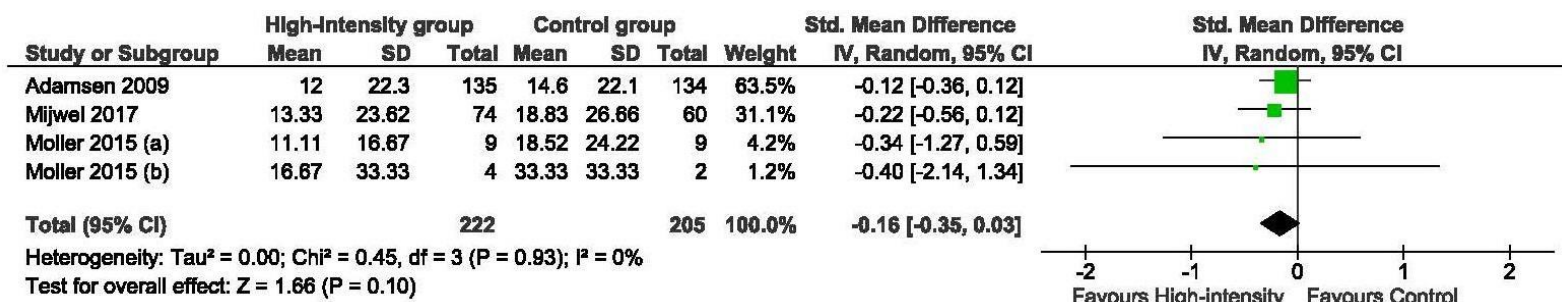 High-intensity group Control group Std. Mean Difference Std. Mean Difference
Study or Subgroup Mean SD Total Mean SD Total Weight IV, Random, 95% CI IV, Random, 95% CI
Adamsen 2009 12 22.3 135 14.6 22.1 134 63.5% -0.12 [-0.36, 0.12]
Mijwel 2017 13.33 23.62 74 18.83 26.66 60 31.1% -0.22 [-0.56, 0.12]
Moller 2015 (a) 11.11 16.67 9 18.52 24.22 9 4.2% -0.34 [-1.27, 0.59]
Moller 2015 (b) 16.67 33.33 4 33.33 33.33 2 1.2% -0.40 [-2.14, 1.34]
Total (95% CI) 222 205 100.0% -0.16 [-0.35, 0.03]
Heterogeneity: Tau² = 0.00; Chi² = 0.45, df = 3 (P = 0.93); I² = 0%
Test for overall effect: Z = 1.66 (P = 0.10)
-2 -1 0 1 2
Favours High-intensity Favours Control